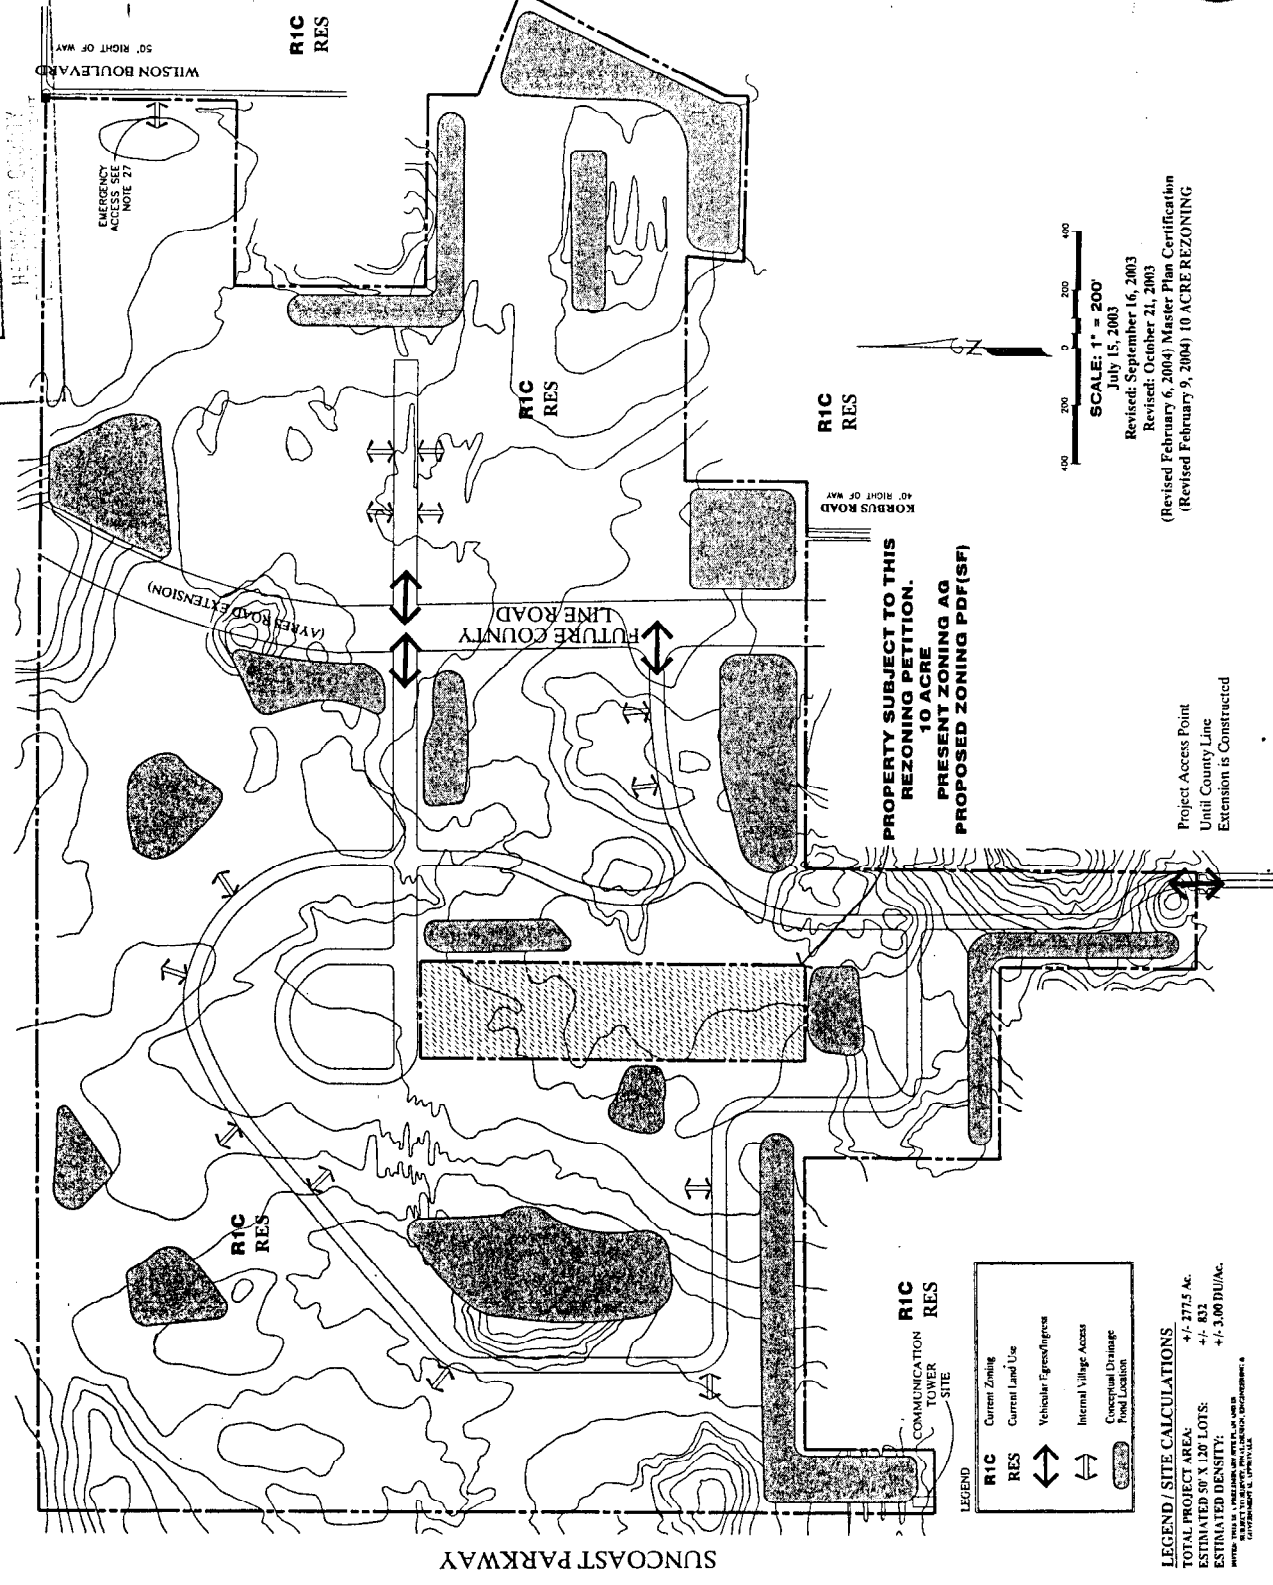 WILSON BOULEVARD
50' RIGHT OF WAY
R1C
RES
EMERGENCY
ACCESS SEE
NOTE 27
(AYRES ROAD EXTENSION)
FUTURE COUNTY
LINE ROAD
R1C
RES
R1C
RES
KORBUS ROAD
40' RIGHT OF WAY
PROPERTY SUBJECT TO THIS
REZONING PETITION.
10 ACRE
PRESENT ZONING AG
PROPOSED ZONING PDF(SF)
N
400 200 0 200 400
SCALE: 1" = 200'
July 15, 2003
Revised: September 16, 2003
Revised: October 21, 2003
(Revised February 6, 2004) Master Plan Certification
(Revised February 9, 2004) 10 ACRE REZONING
Project Access Point
Until County Line
Extension is Constructed
R1C
RES
R1C
RES
COMMUNICATION
TOWER
SITE
SUNCOAST PARKWAY
LEGEND
R1C Current Zoning
RES Current Land Use
Vehicular Egress/Ingress
Internal Village Access
Conceptual Drainage
Pond Location
LEGEND / SITE CALCULATIONS
TOTAL PROJECT AREA: +/- 277.5 Ac.
ESTIMATED 50' X 120' LOTS: +/- 832
ESTIMATED DENSITY: +/- 3.00 DU/Ac.